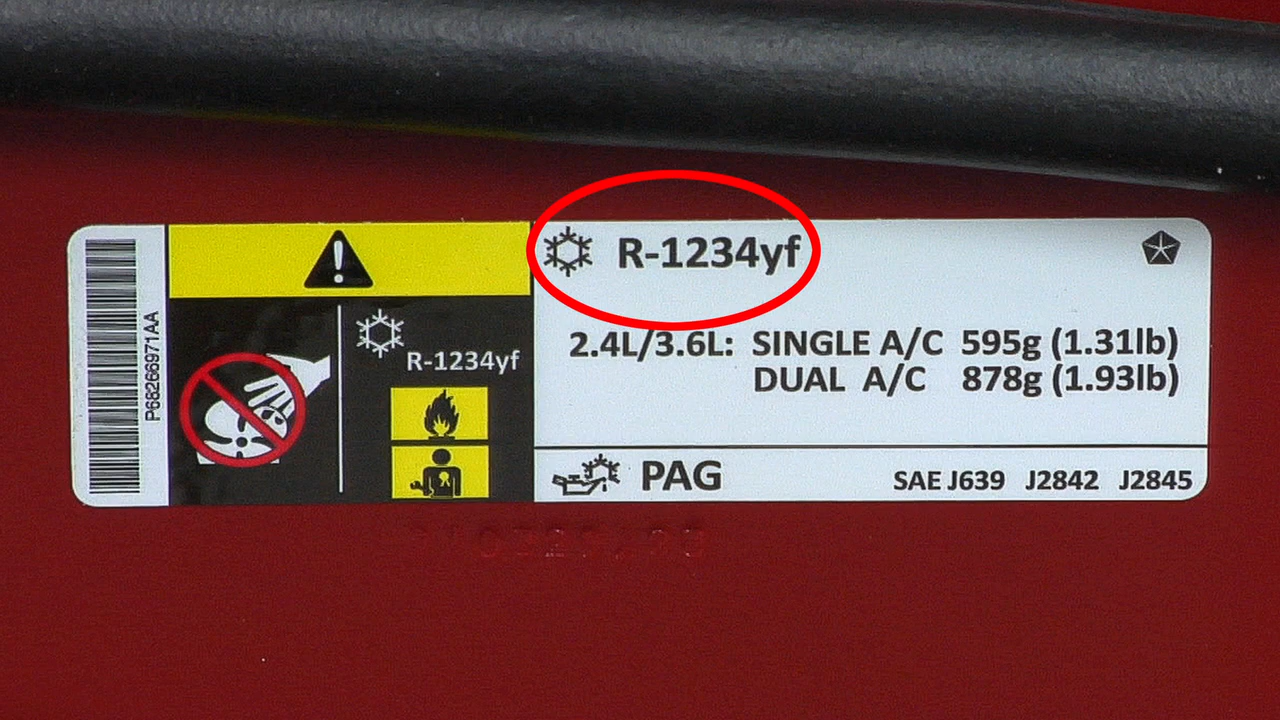 P68266971AA
R-1234yf
R-1234yf
2.4L/3.6L: SINGLE A/C 595g (1.31lb)
DUAL A/C 878g (1.93lb)
PAG
SAE J639 J2842 J2845